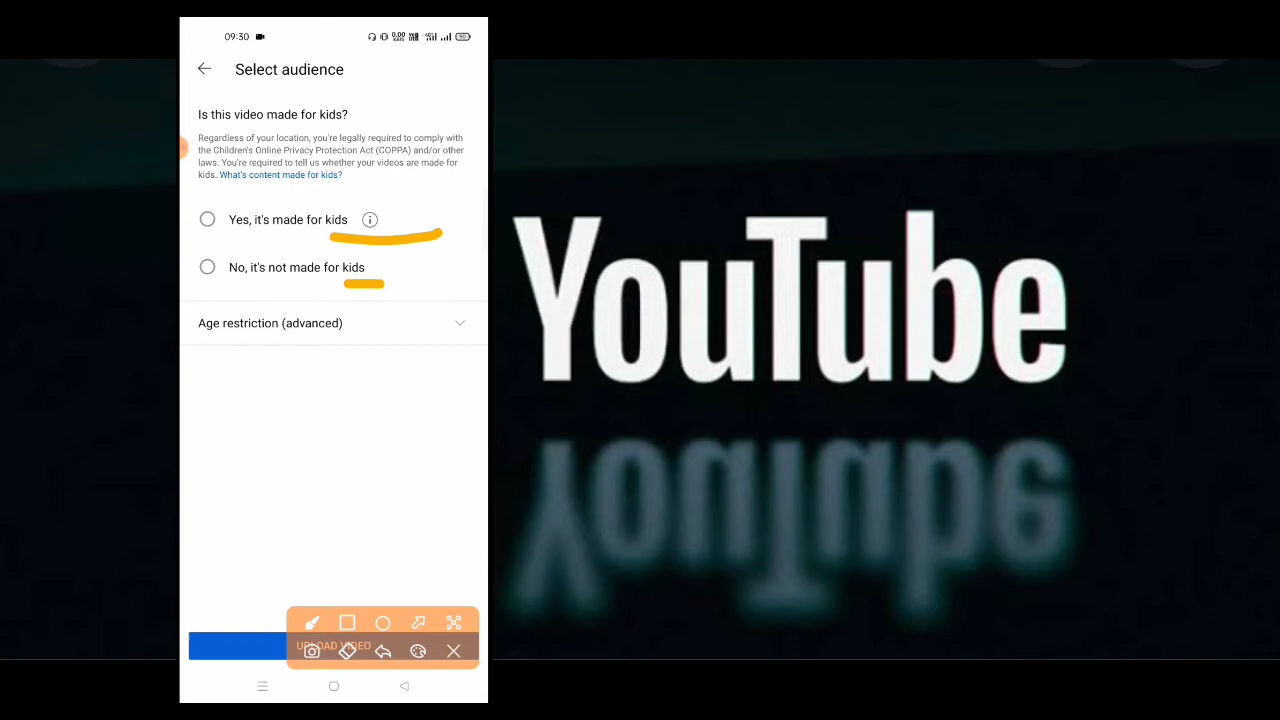 09:30
Select audience
Is this video made for kids?
Regardless of your location, you're legally required to comply with
the Children's Online Privacy Protection Act (COPPA) and/or other
laws. You're required to tell us whether your videos are made for
kids. What's content made for kids?
Yes, it's made for kids
No, it's not made for kids
Age restriction (advanced)
UPLOAD VIDEO
YouTube
YouTube